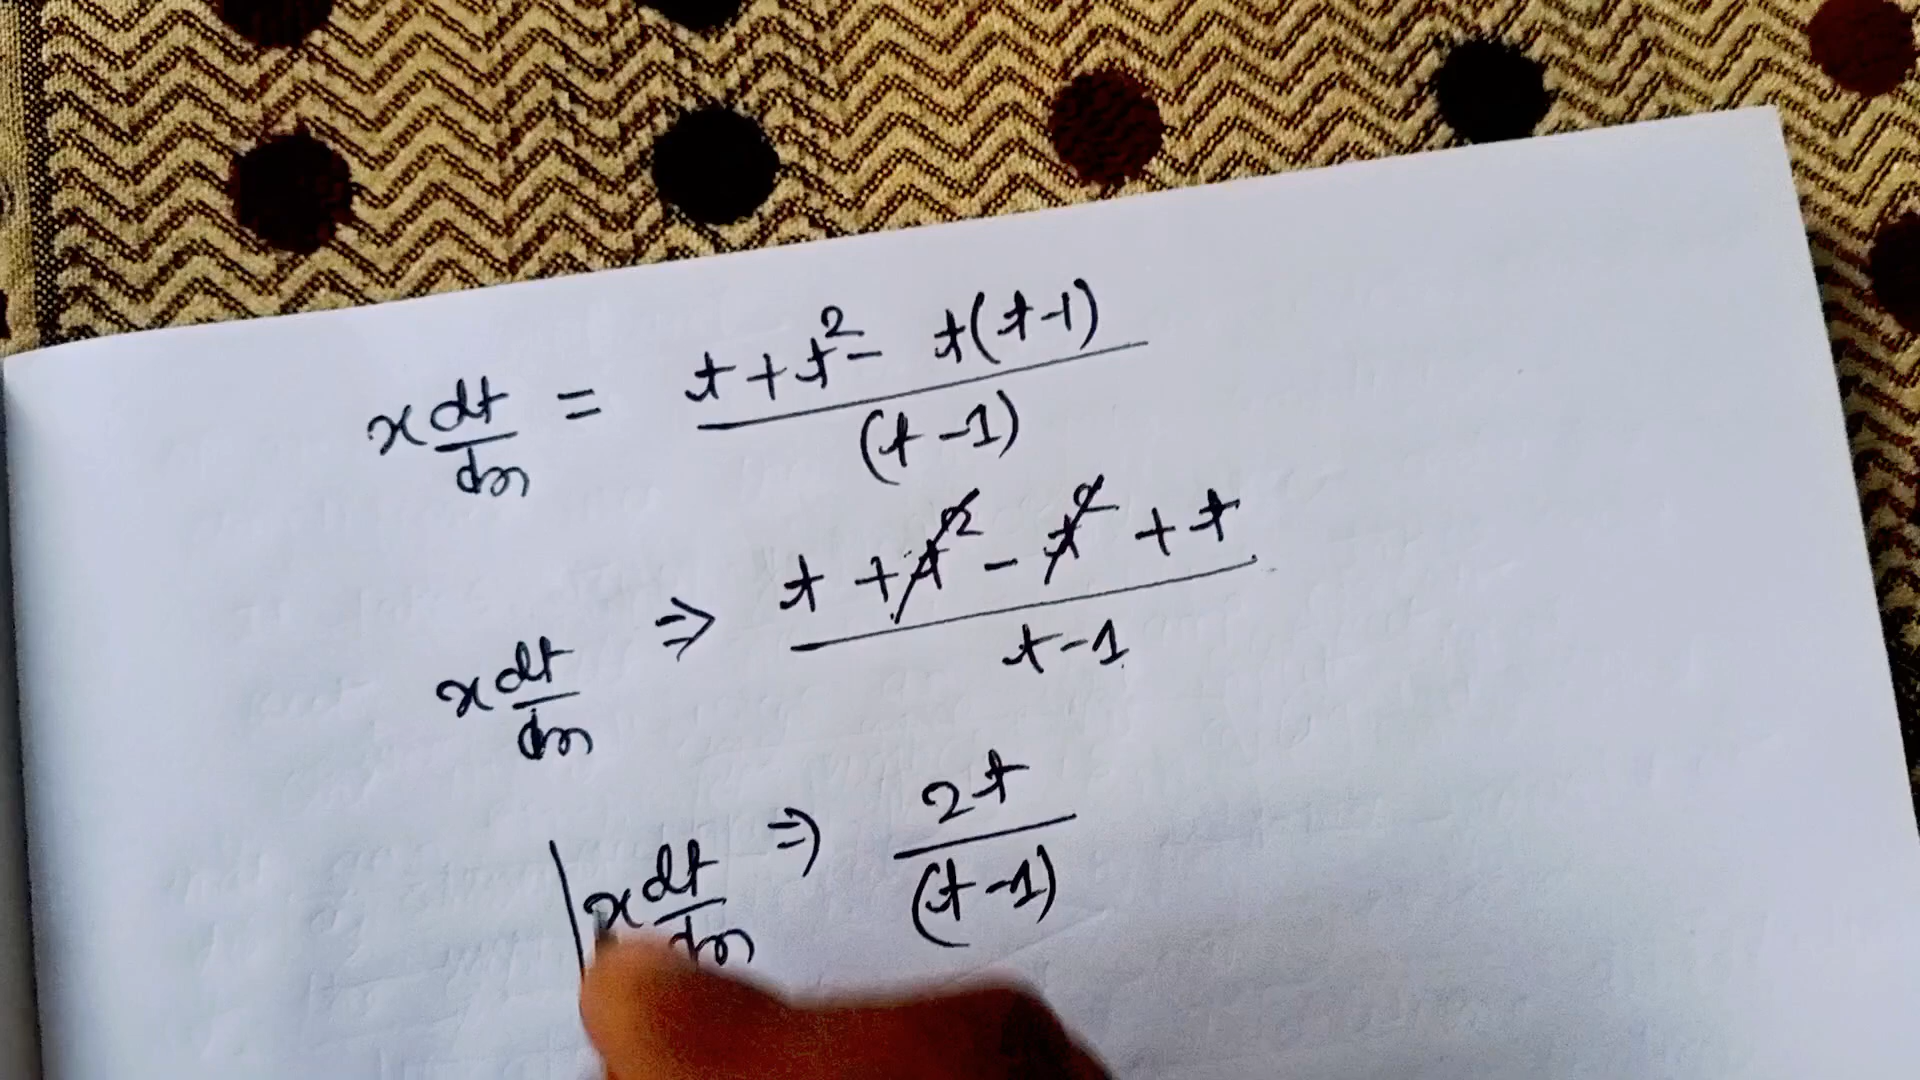 x dt/dx = t + t² - t(t-1) / (t-1)
x dt/dx ⇒ t + t² - t² + t / t-1
x dt/dx ⇒ 2t / (t-1)